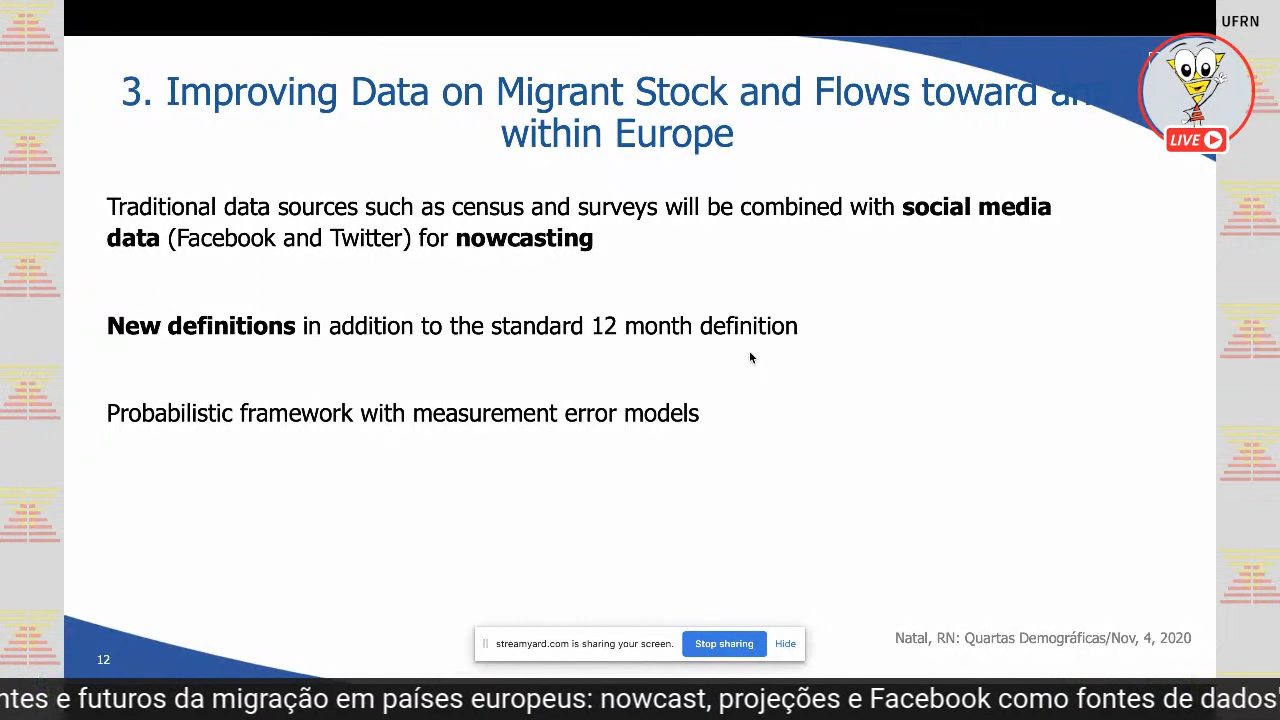 UFRN
3. Improving Data on Migrant Stock and Flows toward and
within Europe
LIVE
Traditional data sources such as census and surveys will be combined with social media
data (Facebook and Twitter) for nowcasting
New definitions in addition to the standard 12 month definition
Probabilistic framework with measurement error models
Natal, RN: Quartas Demográficas/Nov, 4, 2020
streamyard.com is sharing your screen. Stop sharing Hide
12
ntes e futuros da migração em países europeus: nowcast, projeções e Facebook como fontes de dados"